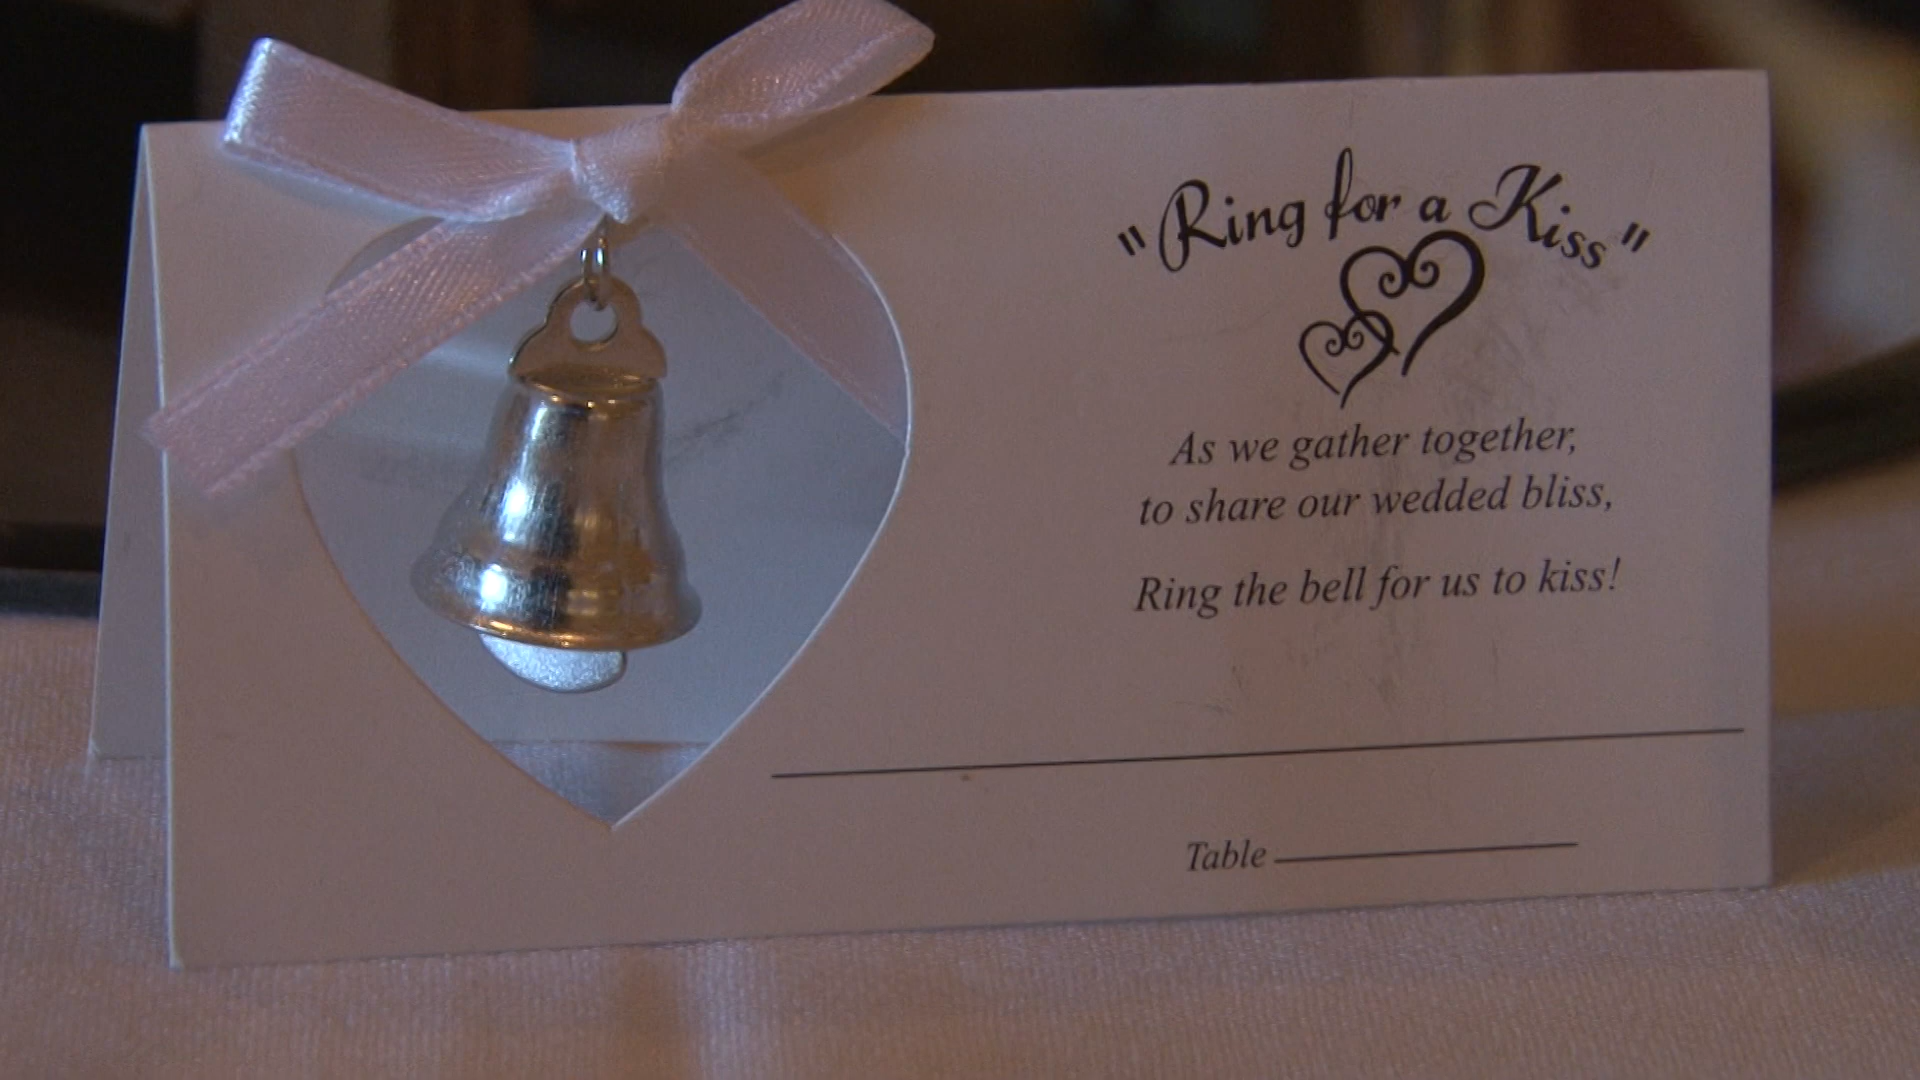 "Ring for a Kiss"
As we gather together,
to share our wedded bliss,
Ring the bell for us to kiss!
Table